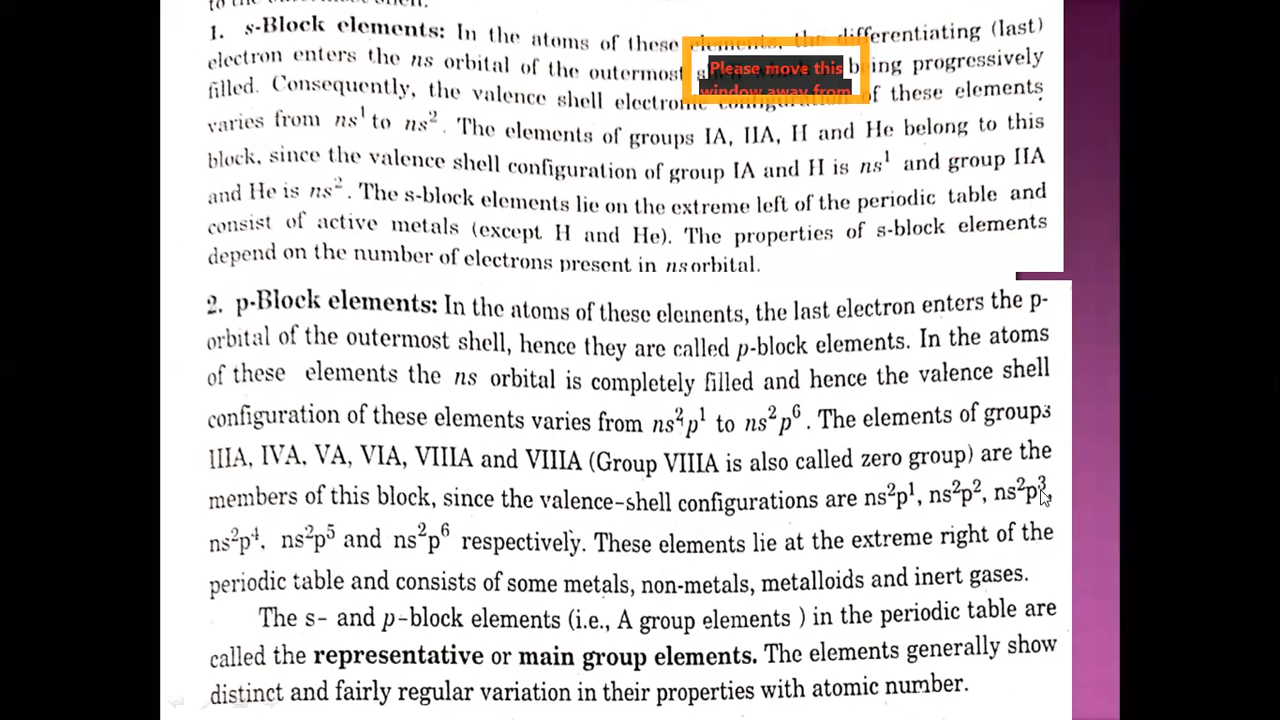 to the outermost shell.
1. s-Block elements: In the atoms of these elements, the differentiating (last)
electron enters the ns orbital of the outermost being progressively
Please move this
window away from
filled. Consequently, the valence shell electronic configuration of these elements
varies from ns¹ to ns². The elements of groups IA, IIA, H and He belong to this
block, since the valence shell configuration of group IA and H is ns¹ and group IIA
and He is ns². The s-block elements lie on the extreme left of the periodic table and
consist of active metals (except H and He). The properties of s-block elements
depend on the number of electrons present in ns orbital.
2. p-Block elements: In the atoms of these elements, the last electron enters the p-
orbital of the outermost shell, hence they are called p-block elements. In the atoms
of these elements the ns orbital is completely filled and hence the valence shell
configuration of these elements varies from ns²p¹ to ns²p⁶. The elements of groups
IIIA, IVA, VA, VIA, VIIIA and VIIIA (Group VIIIA is also called zero group) are the
members of this block, since the valence-shell configurations are ns²p¹, ns²p², ns²p³,
ns²p⁴, ns²p⁵ and ns²p⁶ respectively. These elements lie at the extreme right of the
periodic table and consists of some metals, non-metals, metalloids and inert gases.
The s- and p-block elements (i.e., A group elements ) in the periodic table are
called the representative or main group elements. The elements generally show
distinct and fairly regular variation in their properties with atomic number.